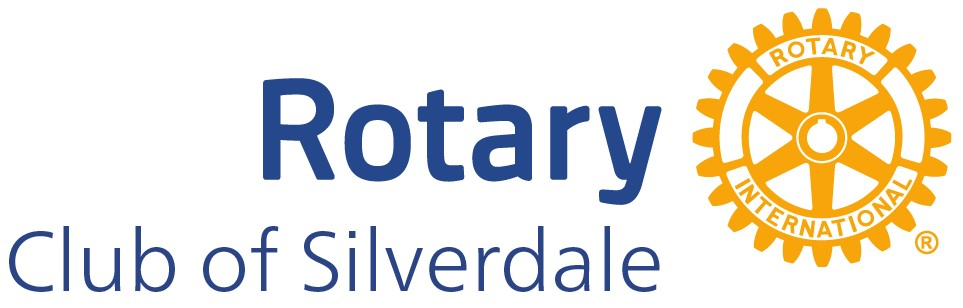 Rotary
Club of Silverdale
ROTARY
INTERNATIONAL
®